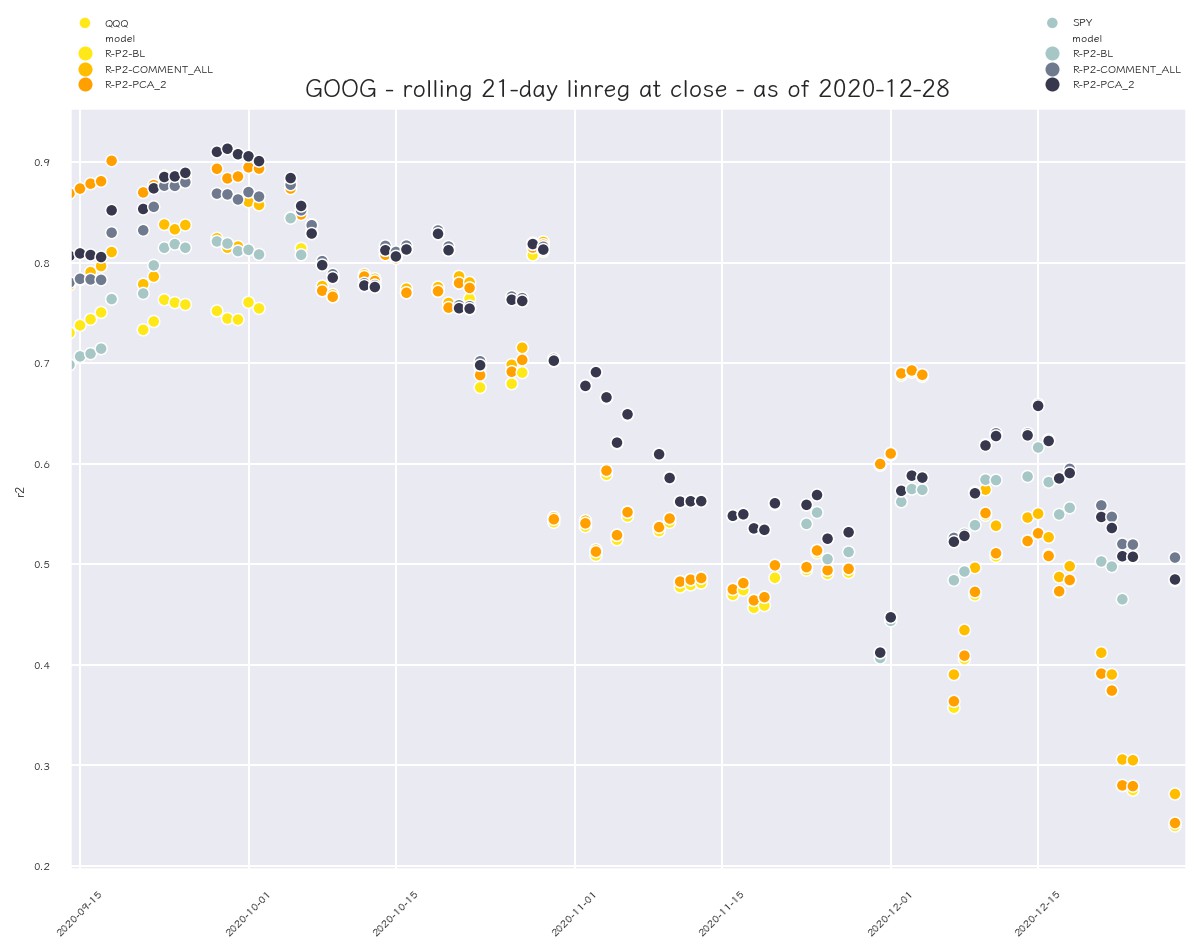 QQQ
model
R-P2-BL
R-P2-COMMENT_ALL
R-P2-PCA_2
SPY
model
R-P2-BL
R-P2-COMMENT_ALL
R-P2-PCA_2
GOOG - rolling 21-day linreg at close - as of 2020-12-28
0.9
0.8
0.7
0.6
0.5
0.4
0.3
0.2
r2
2020-09-15
2020-10-01
2020-10-15
2020-11-01
2020-11-15
2020-12-01
2020-12-15